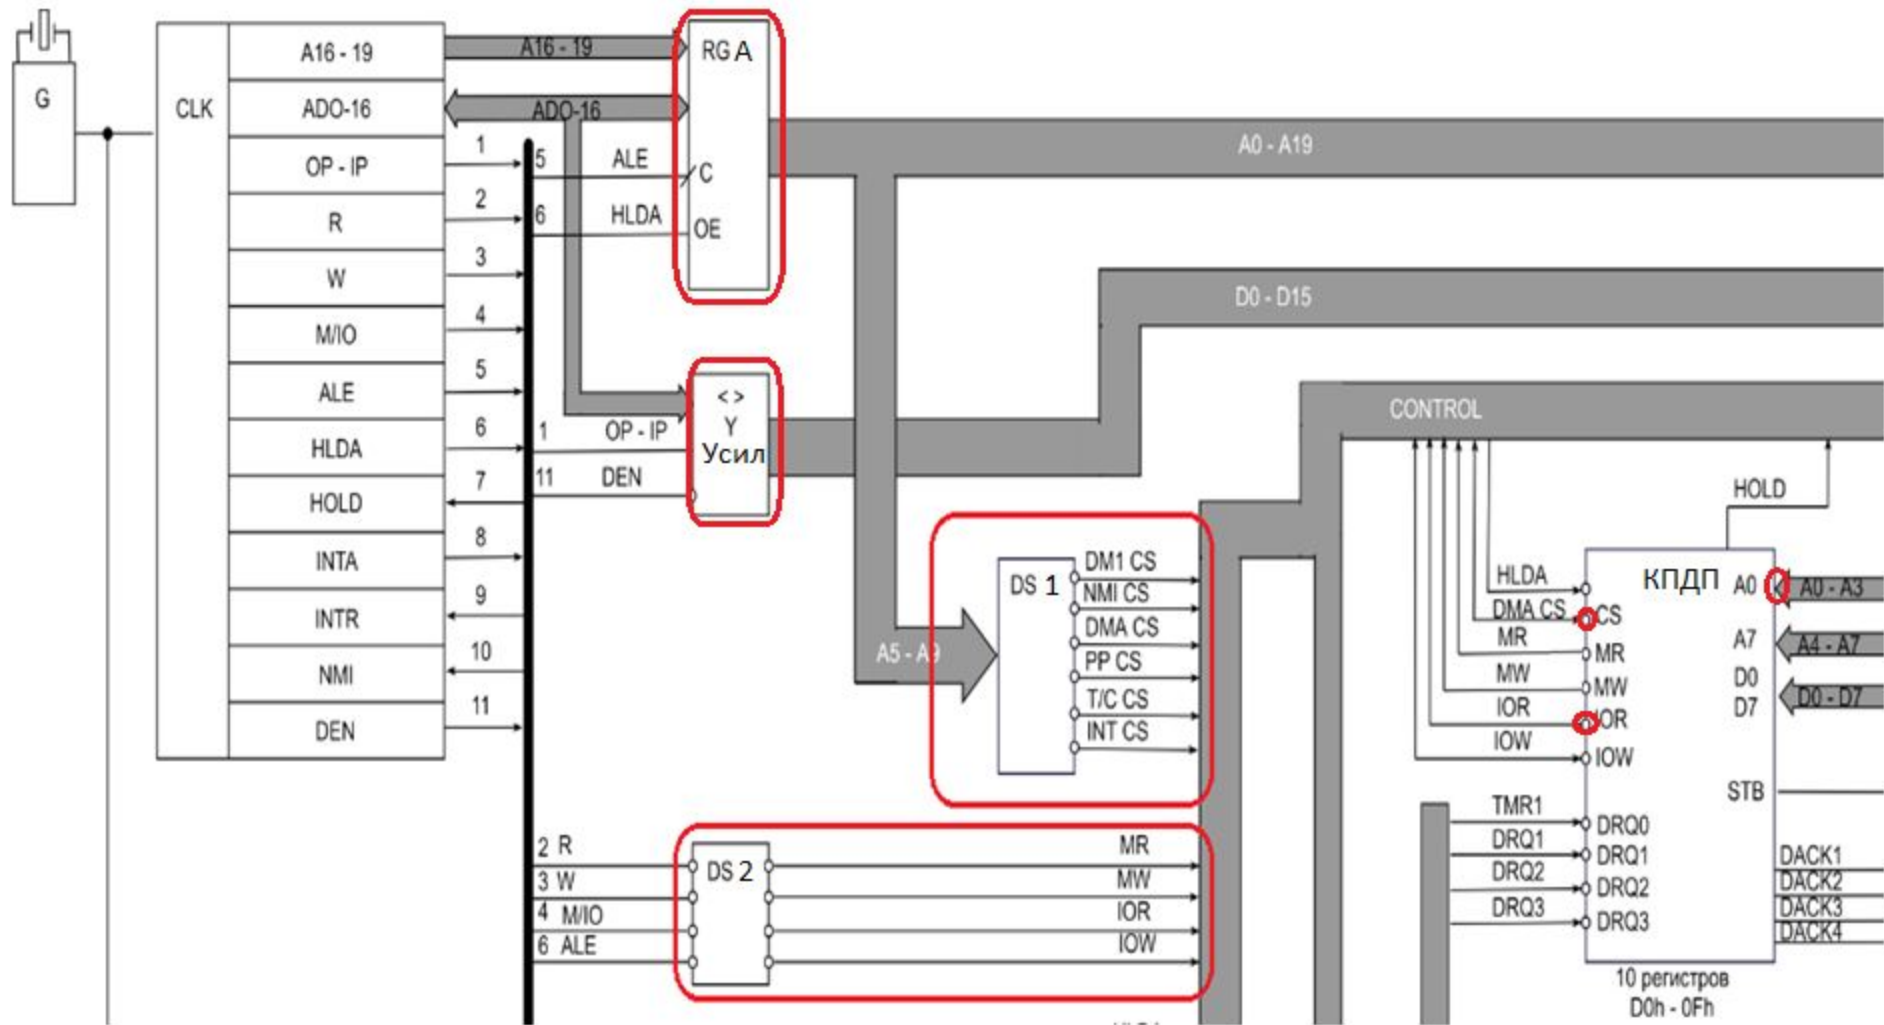 G
CLK
A16 - 19
ADO-16
OP - IP
R
W
M/IO
ALE
HLDA
HOLD
INTA
INTR
NMI
DEN
1
2
3
4
5
6
7
8
9
10
11
A16 - 19
ADO-16
5 ALE
6 HLDA
RG A
C
OE
A0 - A19
D0 - D15
1 OP - IP
11 DEN
< >
Y
Усил
CONTROL
A5 - A9
DS 1
DM1 CS
NMI CS
DMA CS
PP CS
T/C CS
INT CS
2 R
3 W
4 M/IO
6 ALE
DS 2
MR
MW
IOR
IOW
HOLD
HLDA
DMA CS
MR
MW
IOR
IOW
TMR1
DRQ1
DRQ2
DRQ3
КПДП
CS
MR
MW
IOR
IOW
DRQ0
DRQ1
DRQ2
DRQ3
A0
A7
D0
D7
STB
A0 - A3
A4 - A7
D0 - D7
DACK1
DACK2
DACK3
DACK4
10 регистров
D0h - 0Fh